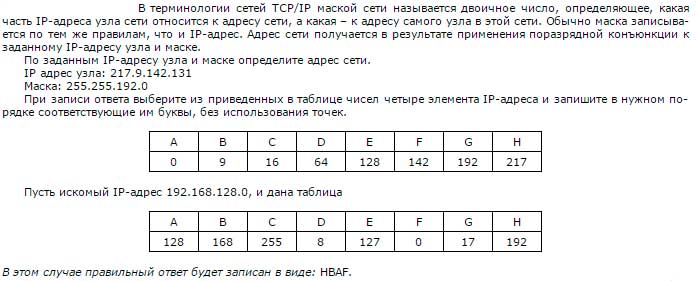 В терминологии сетей TCP/IP маской сети называется двоичное число, определяющее, какая
часть IP-адреса узла сети относится к адресу сети, а какая – к адресу самого узла в этой сети. Обычно маска записыва-
ется по тем же правилам, что и IP-адрес. Адрес сети получается в результате применения поразрядной конъюнкции к
заданному IP-адресу узла и маске.
По заданным IP-адресу узла и маске определите адрес сети.
IP адрес узла: 217.9.142.131
Маска: 255.255.192.0
При записи ответа выберите из приведенных в таблице чисел четыре элемента IP-адреса и запишите в нужном по-
рядке соответствующие им буквы, без использования точек.
A B C D E F G H
0 9 16 64 128 142 192 217
Пусть искомый IP-адрес 192.168.128.0, и дана таблица
A B C D E F G H
128 168 255 8 127 0 17 192
В этом случае правильный ответ будет записан в виде: HBAF.